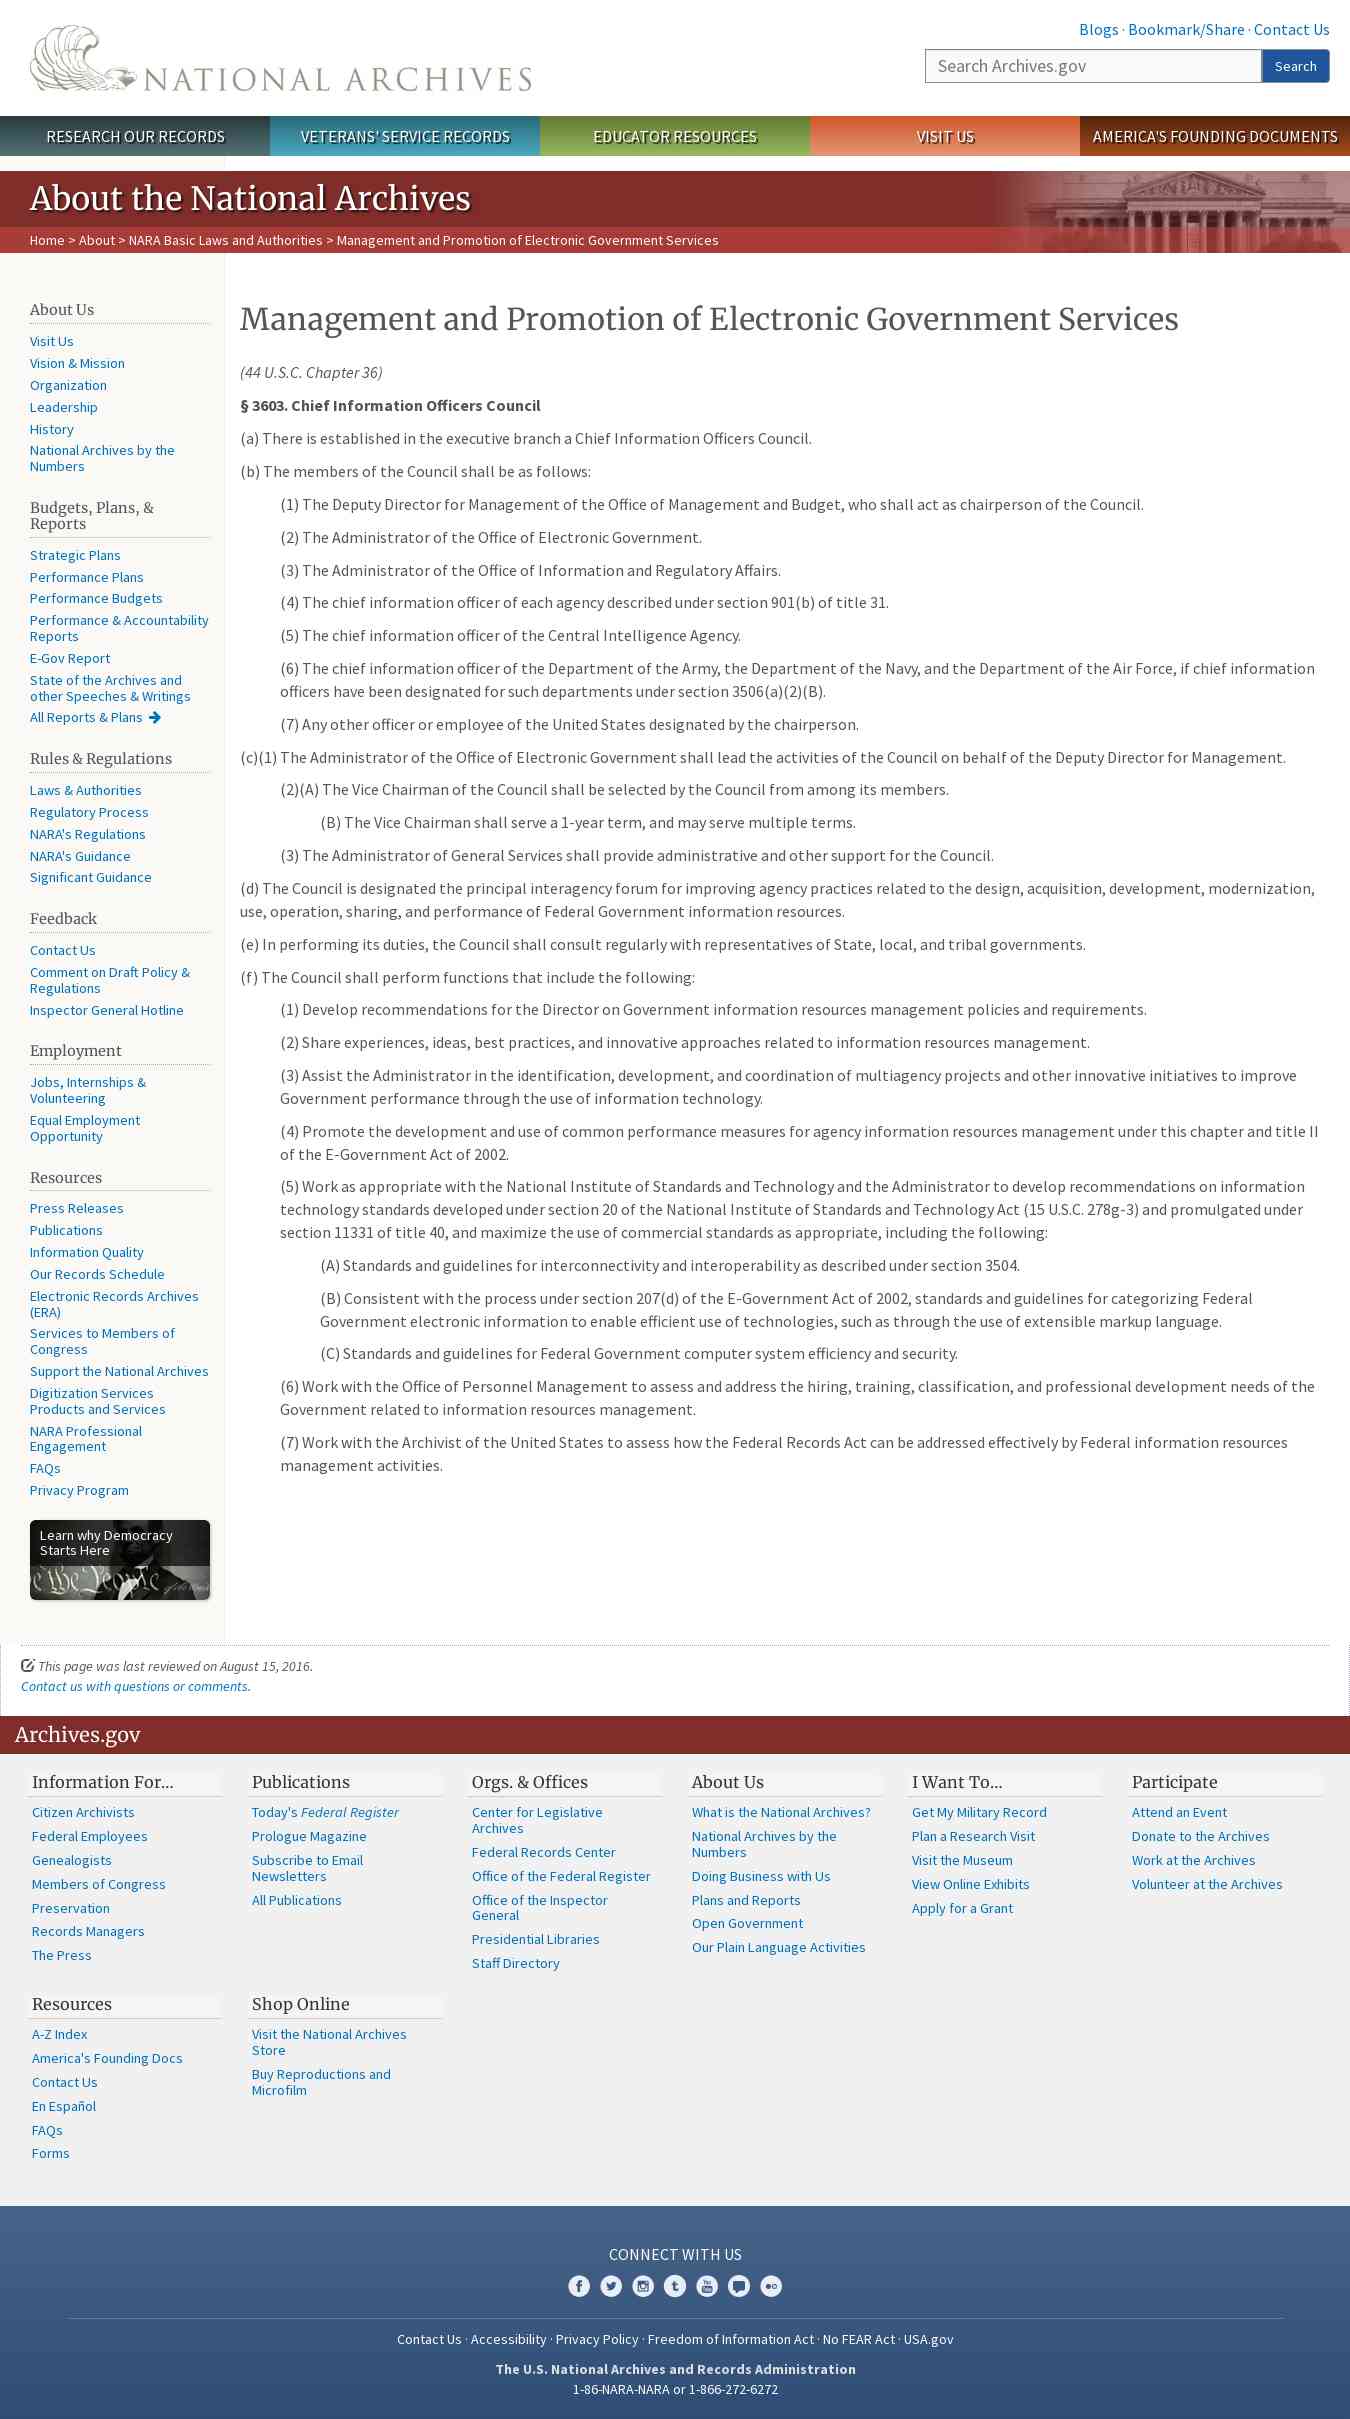 Blogs · Bookmark/Share · Contact Us
NATIONAL ARCHIVES
Search Archives.gov
Search
RESEARCH OUR RECORDS
VETERANS' SERVICE RECORDS
EDUCATOR RESOURCES
VISIT US
AMERICA'S FOUNDING DOCUMENTS
About the National Archives
Home > About > NARA Basic Laws and Authorities > Management and Promotion of Electronic Government Services
About Us
Visit Us
Vision & Mission
Organization
Leadership
History
National Archives by the
Numbers
Budgets, Plans, &
Reports
Strategic Plans
Performance Plans
Performance Budgets
Performance & Accountability
Reports
E-Gov Report
State of the Archives and
other Speeches & Writings
All Reports & Plans
Rules & Regulations
Laws & Authorities
Regulatory Process
NARA's Regulations
NARA's Guidance
Significant Guidance
Feedback
Contact Us
Comment on Draft Policy &
Regulations
Inspector General Hotline
Employment
Jobs, Internships &
Volunteering
Equal Employment
Opportunity
Resources
Press Releases
Publications
Information Quality
Our Records Schedule
Electronic Records Archives
(ERA)
Services to Members of
Congress
Support the National Archives
Digitization Services
Products and Services
NARA Professional
Engagement
FAQs
Privacy Program
Learn why Democracy
Starts Here
We the People
Management and Promotion of Electronic Government Services
(44 U.S.C. Chapter 36)
§ 3603. Chief Information Officers Council
(a) There is established in the executive branch a Chief Information Officers Council.
(b) The members of the Council shall be as follows:
(1) The Deputy Director for Management of the Office of Management and Budget, who shall act as chairperson of the Council.
(2) The Administrator of the Office of Electronic Government.
(3) The Administrator of the Office of Information and Regulatory Affairs.
(4) The chief information officer of each agency described under section 901(b) of title 31.
(5) The chief information officer of the Central Intelligence Agency.
(6) The chief information officer of the Department of the Army, the Department of the Navy, and the Department of the Air Force, if chief information
officers have been designated for such departments under section 3506(a)(2)(B).
(7) Any other officer or employee of the United States designated by the chairperson.
(c)(1) The Administrator of the Office of Electronic Government shall lead the activities of the Council on behalf of the Deputy Director for Management.
(2)(A) The Vice Chairman of the Council shall be selected by the Council from among its members.
(B) The Vice Chairman shall serve a 1-year term, and may serve multiple terms.
(3) The Administrator of General Services shall provide administrative and other support for the Council.
(d) The Council is designated the principal interagency forum for improving agency practices related to the design, acquisition, development, modernization,
use, operation, sharing, and performance of Federal Government information resources.
(e) In performing its duties, the Council shall consult regularly with representatives of State, local, and tribal governments.
(f) The Council shall perform functions that include the following:
(1) Develop recommendations for the Director on Government information resources management policies and requirements.
(2) Share experiences, ideas, best practices, and innovative approaches related to information resources management.
(3) Assist the Administrator in the identification, development, and coordination of multiagency projects and other innovative initiatives to improve
Government performance through the use of information technology.
(4) Promote the development and use of common performance measures for agency information resources management under this chapter and title II
of the E-Government Act of 2002.
(5) Work as appropriate with the National Institute of Standards and Technology and the Administrator to develop recommendations on information
technology standards developed under section 20 of the National Institute of Standards and Technology Act (15 U.S.C. 278g-3) and promulgated under
section 11331 of title 40, and maximize the use of commercial standards as appropriate, including the following:
(A) Standards and guidelines for interconnectivity and interoperability as described under section 3504.
(B) Consistent with the process under section 207(d) of the E-Government Act of 2002, standards and guidelines for categorizing Federal
Government electronic information to enable efficient use of technologies, such as through the use of extensible markup language.
(C) Standards and guidelines for Federal Government computer system efficiency and security.
(6) Work with the Office of Personnel Management to assess and address the hiring, training, classification, and professional development needs of the
Government related to information resources management.
(7) Work with the Archivist of the United States to assess how the Federal Records Act can be addressed effectively by Federal information resources
management activities.
This page was last reviewed on August 15, 2016.
Contact us with questions or comments.
Archives.gov
Information For…
Citizen Archivists
Federal Employees
Genealogists
Members of Congress
Preservation
Records Managers
The Press
Publications
Today's Federal Register
Prologue Magazine
Subscribe to Email
Newsletters
All Publications
Orgs. & Offices
Center for Legislative
Archives
Federal Records Center
Office of the Federal Register
Office of the Inspector
General
Presidential Libraries
Staff Directory
About Us
What is the National Archives?
National Archives by the
Numbers
Doing Business with Us
Plans and Reports
Open Government
Our Plain Language Activities
I Want To…
Get My Military Record
Plan a Research Visit
Visit the Museum
View Online Exhibits
Apply for a Grant
Participate
Attend an Event
Donate to the Archives
Work at the Archives
Volunteer at the Archives
Resources
A-Z Index
America's Founding Docs
Contact Us
En Español
FAQs
Forms
Shop Online
Visit the National Archives
Store
Buy Reproductions and
Microfilm
CONNECT WITH US
Contact Us · Accessibility · Privacy Policy · Freedom of Information Act · No FEAR Act · USA.gov
The U.S. National Archives and Records Administration
1-86-NARA-NARA or 1-866-272-6272